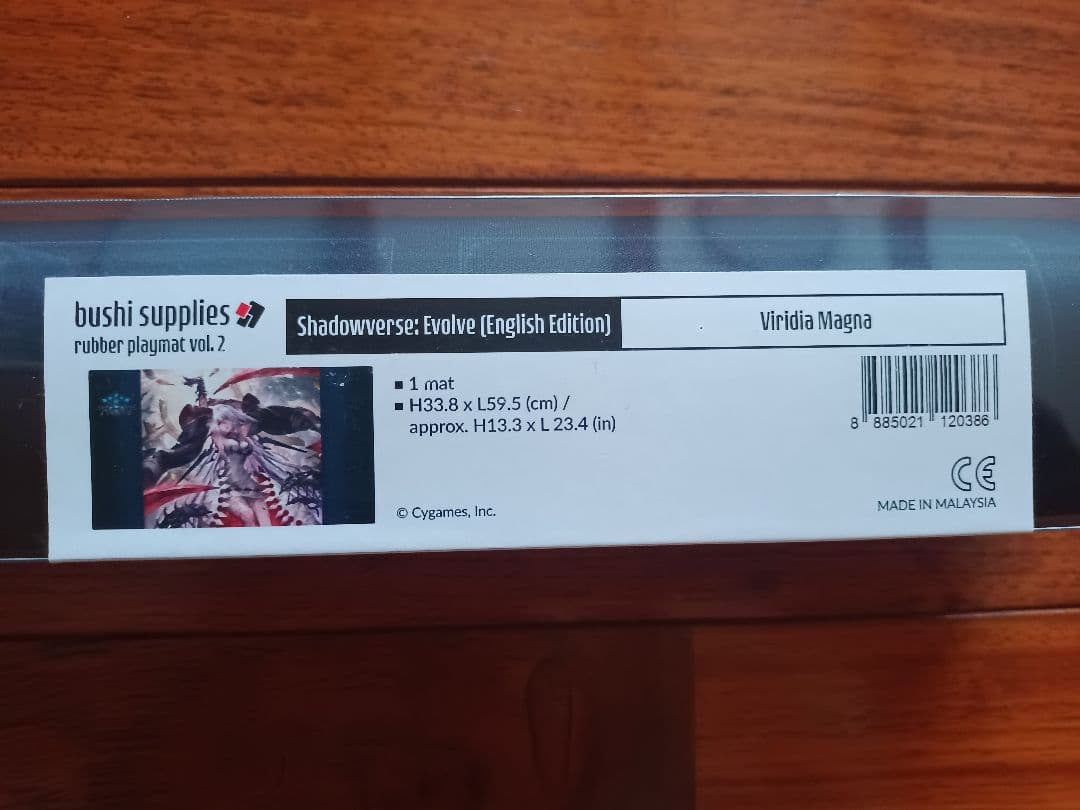 bushi supplies
rubber playmat vol. 2
Shadowverse: Evolve (English Edition)
Viridia Magna
▪ 1 mat
▪ H33.8 x L59.5 (cm) /
approx. H13.3 x L 23.4 (in)
© Cygames, Inc.
8 885021 120386
CE
MADE IN MALAYSIA